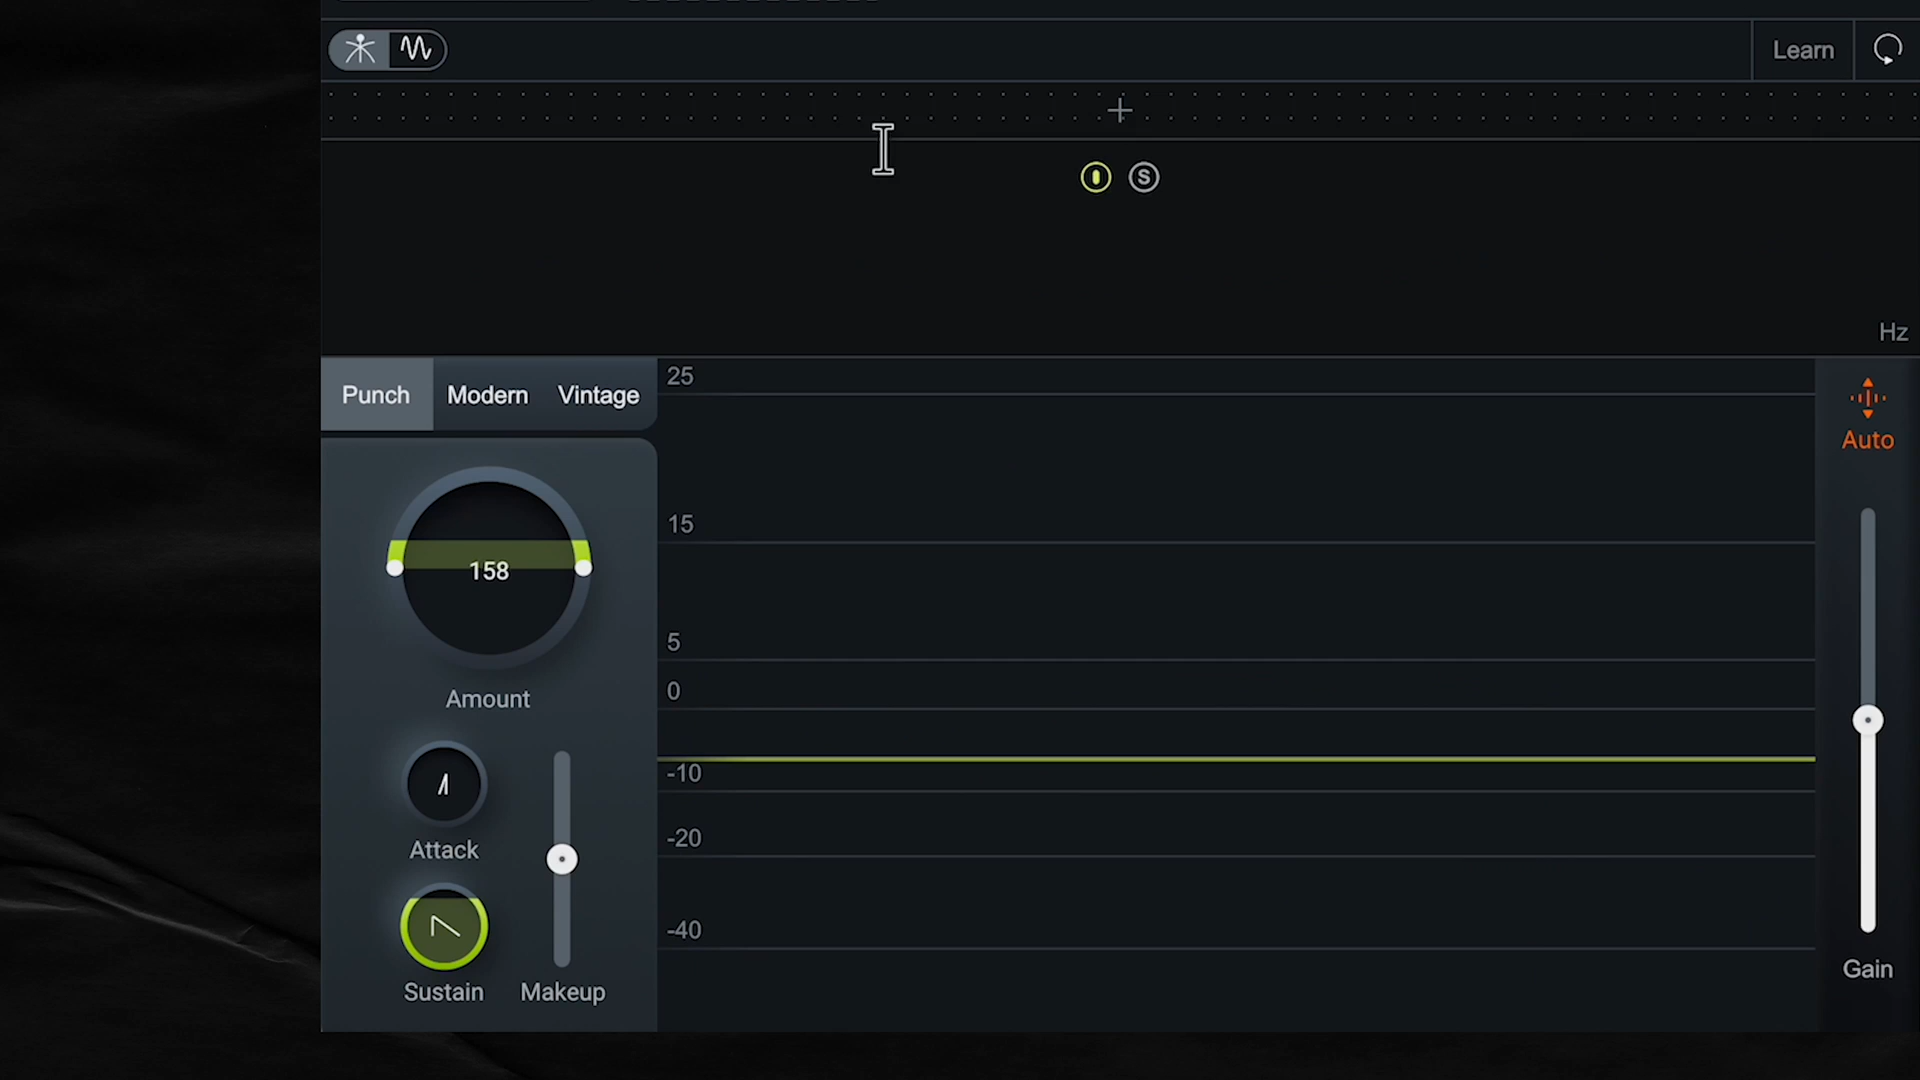 Learn
S
Hz
Punch Modern Vintage
25
Auto
15
158
5
0
Amount
-10
-20
Attack
-40
Gain
Sustain Makeup